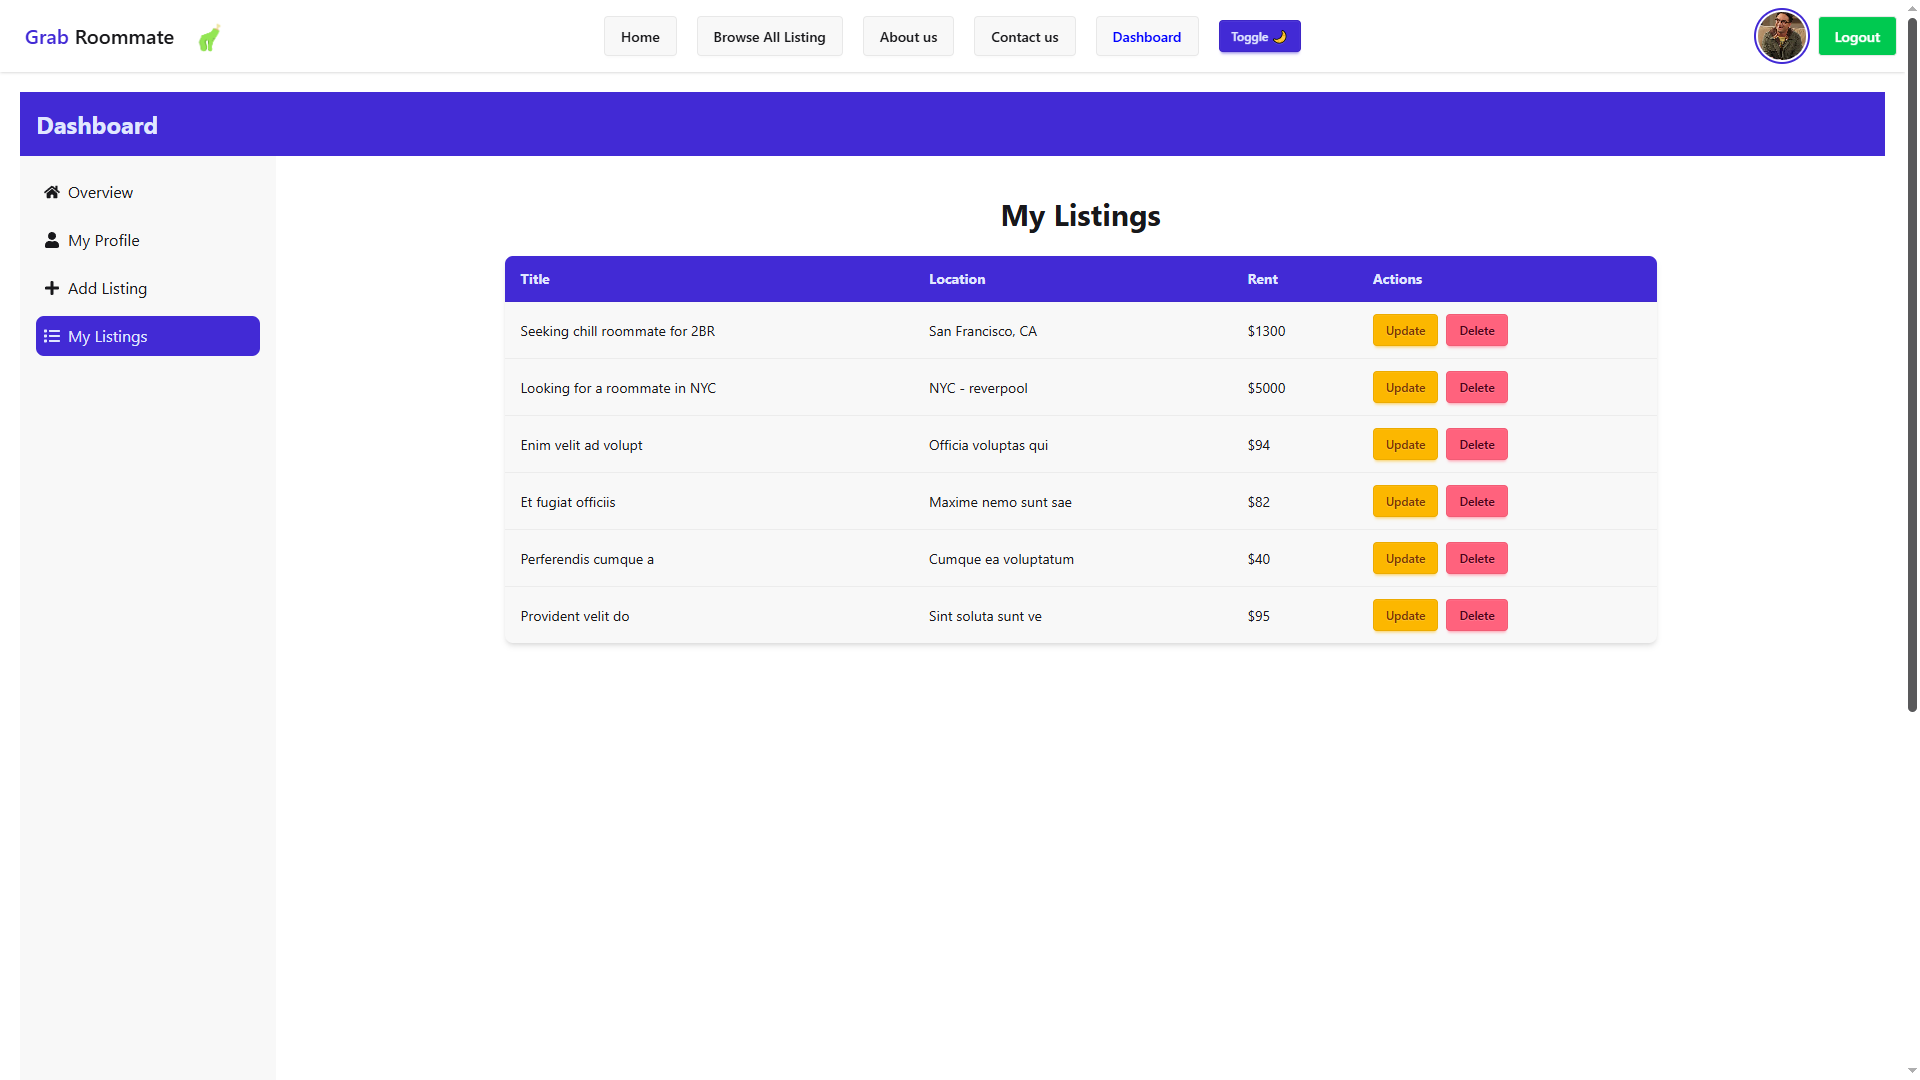 Grab Roommate
Home
Browse All Listing
About us
Contact us
Dashboard
Toggle 🌙
Logout
Dashboard
Overview
My Profile
Add Listing
My Listings
My Listings
Title Location Rent Actions
Seeking chill roommate for 2BR San Francisco, CA $1300 Update Delete
Looking for a roommate in NYC NYC - reverpool $5000 Update Delete
Enim velit ad volupt Officia voluptas qui $94 Update Delete
Et fugiat officiis Maxime nemo sunt sae $82 Update Delete
Perferendis cumque a Cumque ea voluptatum $40 Update Delete
Provident velit do Sint soluta sunt ve $95 Update Delete